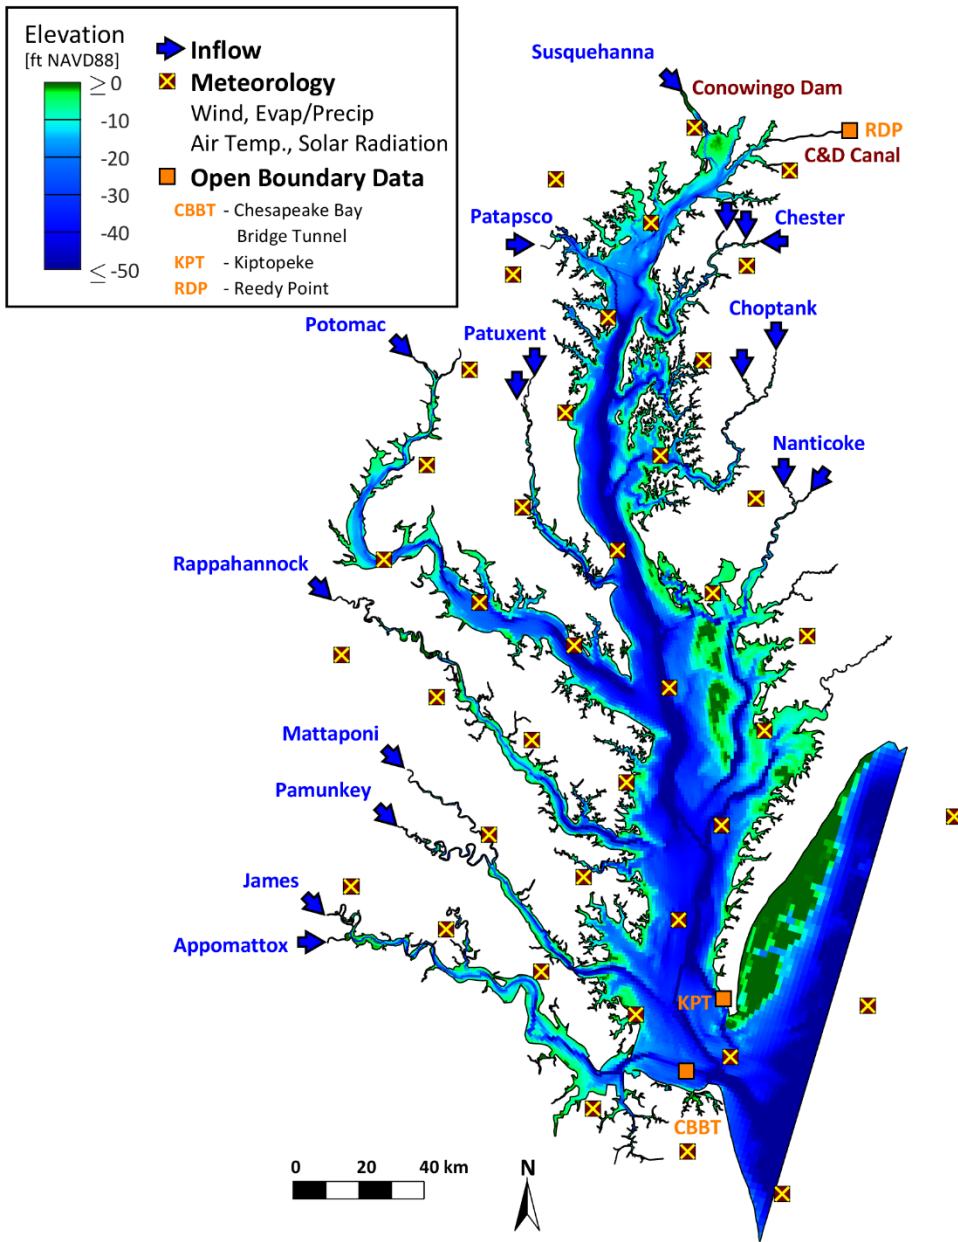 Elevation
[ft NAVD88]
≥ 0
-10
-20
-30
-40
≤ -50
Inflow
Meteorology
Wind, Evap/Precip
Air Temp., Solar Radiation
Open Boundary Data
CBBT - Chesapeake Bay
Bridge Tunnel
KPT - Kiptopeke
RDP - Reedy Point
Susquehanna
Conowingo Dam
RDP
C&D Canal
Patapsco
Chester
Choptank
Potomac
Patuxent
Nanticoke
Rappahannock
Mattaponi
Pamunkey
James
Appomattox
KPT
CBBT
0 20 40 km
N